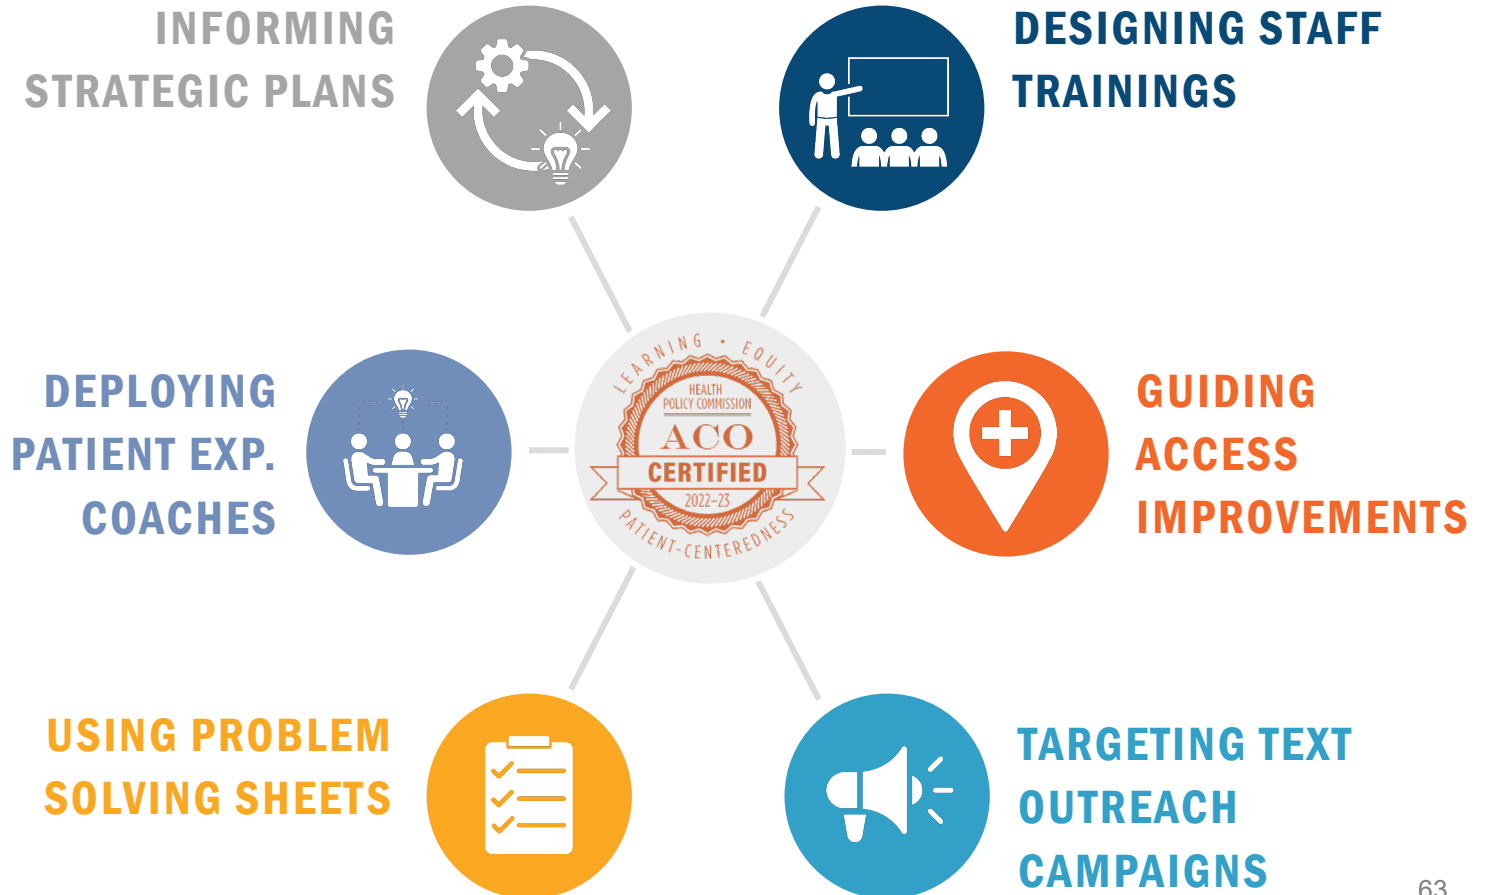 INFORMING
STRATEGIC PLANS
DESIGNING STAFF
TRAININGS
DEPLOYING
PATIENT EXP.
COACHES
LEARNING • EQUITY
HEALTH
POLICY COMMISSION
ACO
CERTIFIED
2022–23
PATIENT-CENTEREDNESS
GUIDING
ACCESS
IMPROVEMENTS
USING PROBLEM
SOLVING SHEETS
TARGETING TEXT
OUTREACH
CAMPAIGNS
63